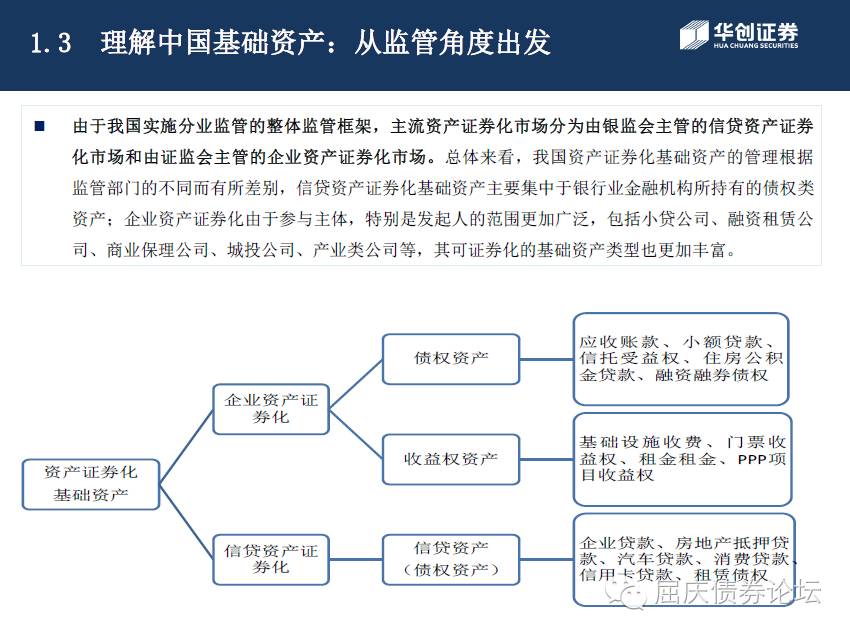 1.3 理解中国基础资产：从监管角度出发
华创证券
HUA CHUANG SECURITIES
由于我国实施分业监管的整体监管框架，主流资产证券化市场分为由银监会主管的信贷资产证券
化市场和由证监会主管的企业资产证券化市场。总体来看，我国资产证券化基础资产的管理根据
监管部门的不同而有所差别，信贷资产证券化基础资产主要集中于银行业金融机构所持有的债权类
资产；企业资产证券化由于参与主体，特别是发起人的范围更加广泛，包括小贷公司、融资租赁公
司、商业保理公司、城投公司、产业类公司等，其可证券化的基础资产类型也更加丰富。
资产证券化
基础资产
企业资产证
券化
债权资产
应收账款、小额贷款、
信托受益权、住房公积
金贷款、融资融券债权
收益权资产
基础设施收费、门票收
益权、租金租金、PPP项
目收益权
信贷资产证
券化
信贷资产
（债权资产）
企业贷款、房地产抵押贷
款、汽车贷款、消费贷款、
信用卡贷款、租赁债权
屈庆债券论坛